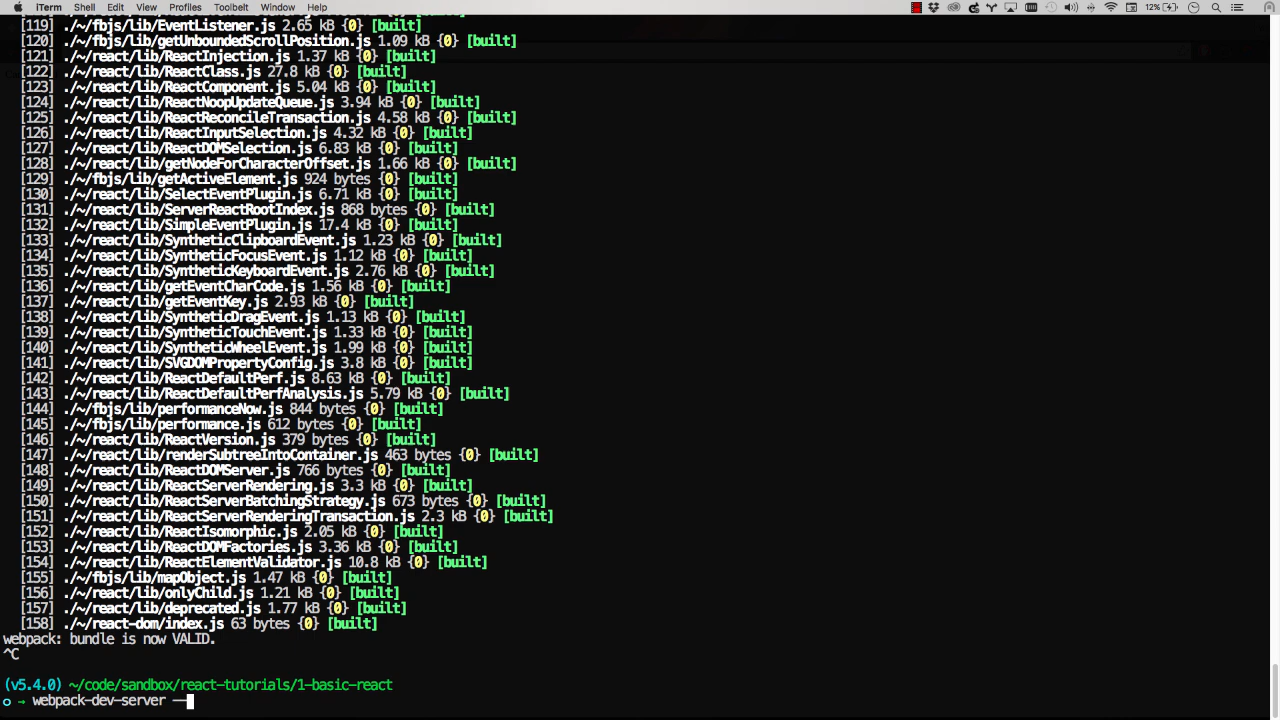 iTerm Shell Edit View Profiles Toolbelt Window Help 12%
[119] ./~/fbjs/lib/EventListener.js 2.65 kB {0} [built]
[120] ./~/fbjs/lib/getUnboundedScrollPosition.js 1.09 kB {0} [built]
[121] ./~/react/lib/ReactInjection.js 1.37 kB {0} [built]
[122] ./~/react/lib/ReactClass.js 27.8 kB {0} [built]
[123] ./~/react/lib/ReactComponent.js 5.04 kB {0} [built]
[124] ./~/react/lib/ReactNoopUpdateQueue.js 3.94 kB {0} [built]
[125] ./~/react/lib/ReactReconcileTransaction.js 4.58 kB {0} [built]
[126] ./~/react/lib/ReactInputSelection.js 4.32 kB {0} [built]
[127] ./~/react/lib/ReactDOMSelection.js 6.83 kB {0} [built]
[128] ./~/react/lib/getNodeForCharacterOffset.js 1.66 kB {0} [built]
[129] ./~/fbjs/lib/getActiveElement.js 924 bytes {0} [built]
[130] ./~/react/lib/SelectEventPlugin.js 6.71 kB {0} [built]
[131] ./~/react/lib/ServerReactRootIndex.js 868 bytes {0} [built]
[132] ./~/react/lib/SimpleEventPlugin.js 17.4 kB {0} [built]
[133] ./~/react/lib/SyntheticClipboardEvent.js 1.23 kB {0} [built]
[134] ./~/react/lib/SyntheticFocusEvent.js 1.12 kB {0} [built]
[135] ./~/react/lib/SyntheticKeyboardEvent.js 2.76 kB {0} [built]
[136] ./~/react/lib/getEventCharCode.js 1.56 kB {0} [built]
[137] ./~/react/lib/getEventKey.js 2.93 kB {0} [built]
[138] ./~/react/lib/SyntheticDragEvent.js 1.13 kB {0} [built]
[139] ./~/react/lib/SyntheticTouchEvent.js 1.33 kB {0} [built]
[140] ./~/react/lib/SyntheticWheelEvent.js 1.99 kB {0} [built]
[141] ./~/react/lib/SVGDOMPropertyConfig.js 3.8 kB {0} [built]
[142] ./~/react/lib/ReactDefaultPerf.js 8.63 kB {0} [built]
[143] ./~/react/lib/ReactDefaultPerfAnalysis.js 5.79 kB {0} [built]
[144] ./~/fbjs/lib/performanceNow.js 844 bytes {0} [built]
[145] ./~/fbjs/lib/performance.js 612 bytes {0} [built]
[146] ./~/react/lib/ReactVersion.js 379 bytes {0} [built]
[147] ./~/react/lib/renderSubtreeIntoContainer.js 463 bytes {0} [built]
[148] ./~/react/lib/ReactDOMServer.js 766 bytes {0} [built]
[149] ./~/react/lib/ReactServerRendering.js 3.3 kB {0} [built]
[150] ./~/react/lib/ReactServerBatchingStrategy.js 673 bytes {0} [built]
[151] ./~/react/lib/ReactServerRenderingTransaction.js 2.3 kB {0} [built]
[152] ./~/react/lib/ReactIsomorphic.js 2.05 kB {0} [built]
[153] ./~/react/lib/ReactDOMFactories.js 3.36 kB {0} [built]
[154] ./~/react/lib/ReactElementValidator.js 10.8 kB {0} [built]
[155] ./~/fbjs/lib/mapObject.js 1.47 kB {0} [built]
[156] ./~/react/lib/onlyChild.js 1.21 kB {0} [built]
[157] ./~/react/lib/deprecated.js 1.77 kB {0} [built]
[158] ./~/react-dom/index.js 63 bytes {0} [built]
webpack: bundle is now VALID.
^C
(v5.4.0) ~/code/sandbox/react-tutorials/1-basic-react
○ → webpack-dev-server --